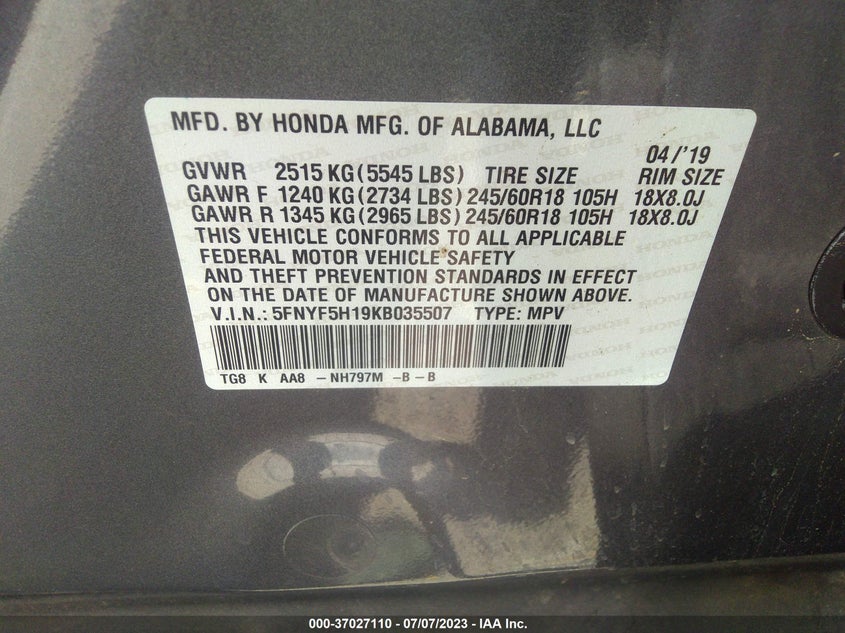 MFD. BY HONDA MFG. OF ALABAMA, LLC
04/'19
GVWR 2515 KG (5545 LBS) TIRE SIZE RIM SIZE
GAWR F 1240 KG (2734 LBS) 245/60R18 105H 18X8.0J
GAWR R 1345 KG (2965 LBS) 245/60R18 105H 18X8.0J
THIS VEHICLE CONFORMS TO ALL APPLICABLE
FEDERAL MOTOR VEHICLE SAFETY
AND THEFT PREVENTION STANDARDS IN EFFECT
ON THE DATE OF MANUFACTURE SHOWN ABOVE.
V.I.N.: 5FNYF5H19KB035507 TYPE: MPV
TG8 K AA8 -NH797M -B-B
000-37027110 / 07/07/2023 - IAA Inc.